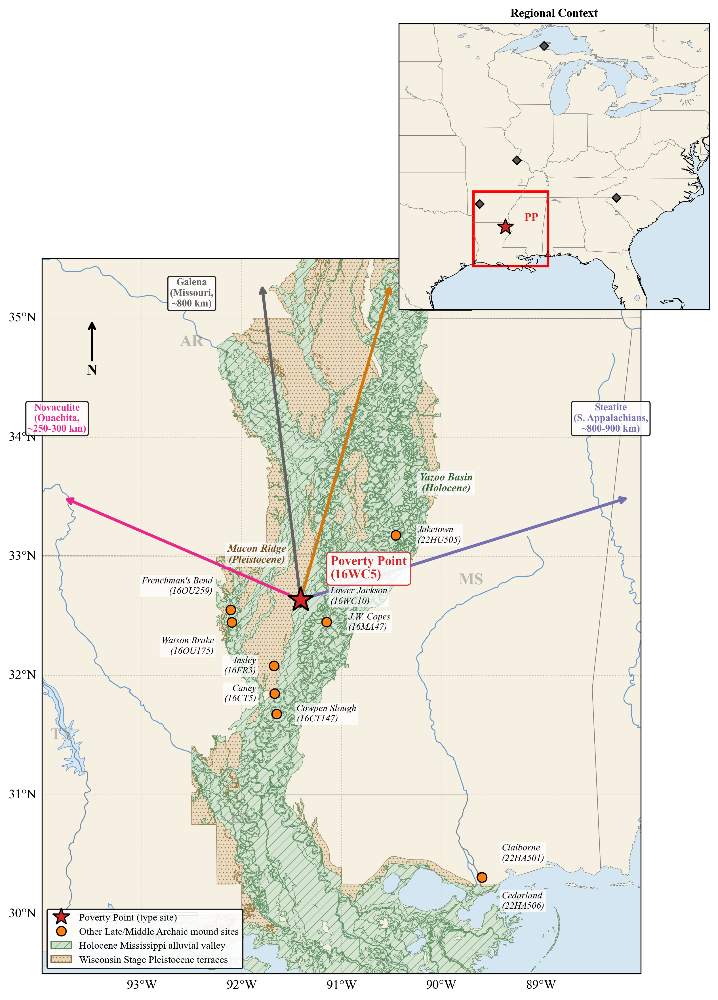 Regional Context
PP
Galena
(Missouri,
~800 km)
35°N
AR
N
Novaculite
(Ouachita,
~250-300 km)
Steatite
(S. Appalachians,
~800-900 km)
34°N
Yazoo Basin
(Holocene)
Jaketown
(22HU505)
33°N
Macon Ridge
(Pleistocene)
Poverty Point
(16WC5)
MS
Frenchman's Bend
(16OU259)
Lower Jackson
(16WC10)
J.W. Copes
(16MA47)
Watson Brake
(16OU175)
Insley
(16FR3)
32°N
Caney
(16CT5)
Cowpen Slough
(16CT147)
TX
31°N
LA
Claiborne
(22HA501)
Cedarland
(22HA506)
30°N
Poverty Point (type site)
Other Late/Middle Archaic mound sites
100 km
Holocene Mississippi alluvial valley
Wisconsin Stage Pleistocene terraces
93°W
92°W
91°W
90°W
89°W